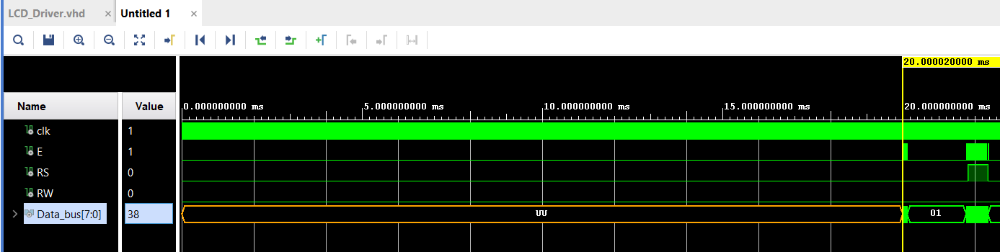 LCD_Driver.vhd × Untitled 1 ×
20.000020000 ms
Name Value
0.000000000 ms 5.000000000 ms 10.000000000 ms 15.000000000 ms 20.000000000 ms
clk 1
E 1
RS 0
RW 0
Data_bus[7:0] 38 UU 01